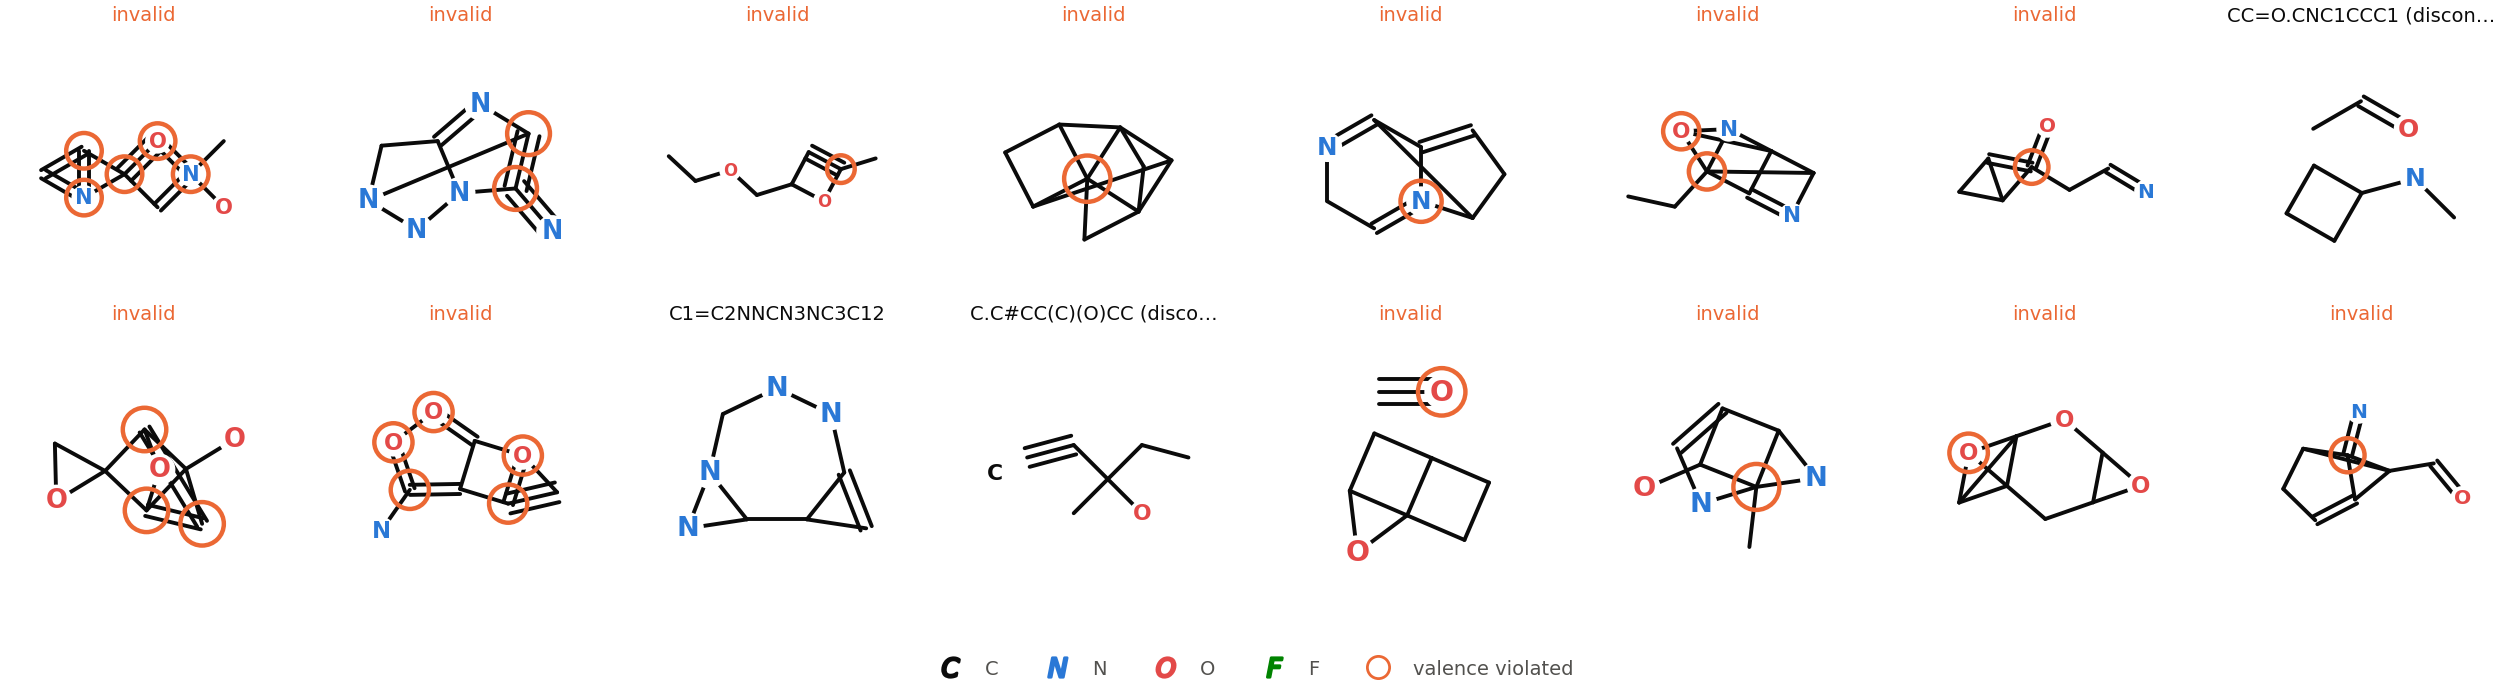 invalid invalid invalid invalid invalid invalid invalid CC=O.CNC1CCC1 (discon…
O N N O
N N N N N
O O
N N
O N N
O N
O N
invalid invalid C1=C2NNCN3NC3C12 C.C#CC(C)(O)CC (disco… invalid invalid invalid invalid
O O O
O O O N
N N N N
C O
O O
O N N
O O O
N O
C C N N O O F F valence violated